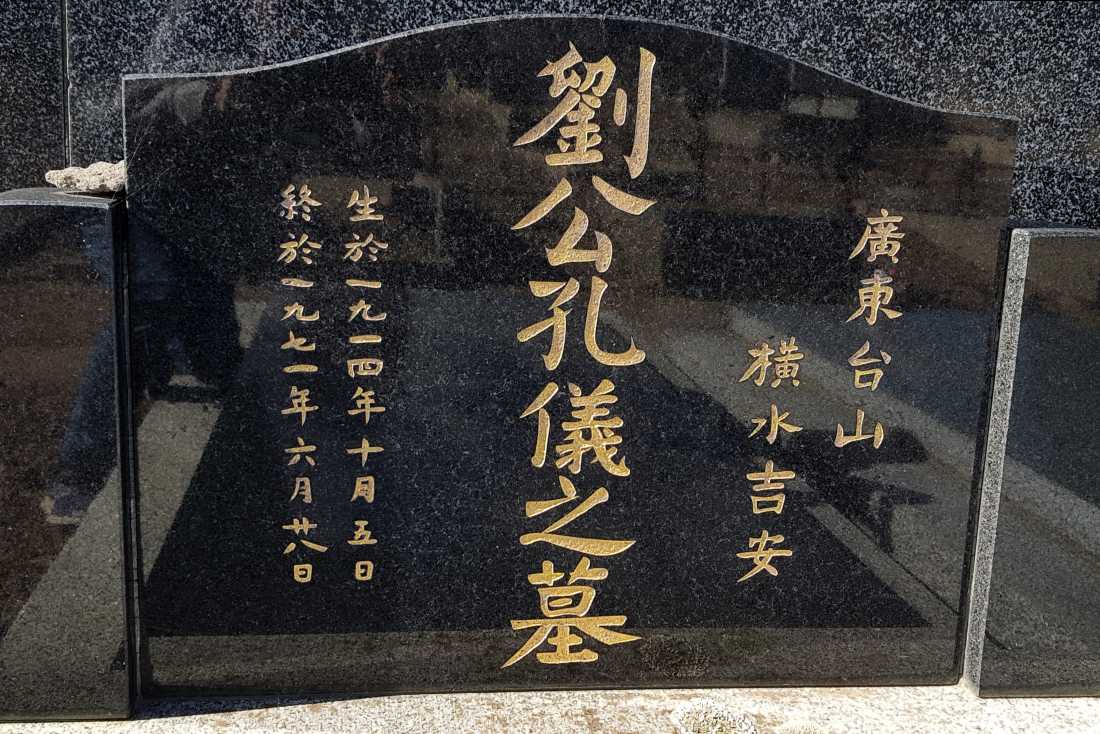 廣東台山
橫水吉安
劉公孔儀之墓
生於一九一四年十月五日
終於一九七一年六月廿八日